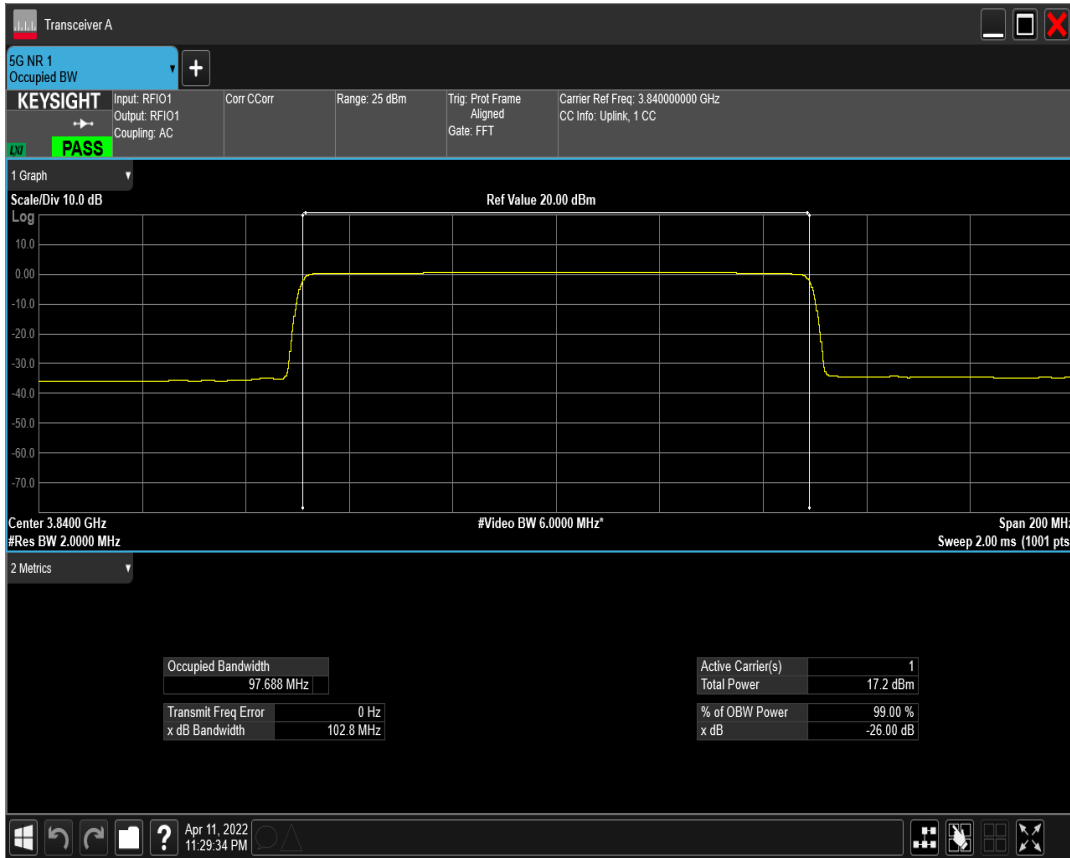 Transceiver A
5G NR 1
Occupied BW
KEYSIGHT
LXI
PASS
Input: RFIO1
Output: RFIO1
Coupling: AC
Corr CCorr
Range: 25 dBm
Trig: Prot Frame
Aligned
Gate: FFT
Carrier Ref Freq: 3.840000000 GHz
CC Info: Uplink, 1 CC
1 Graph
Scale/Div 10.0 dB
Ref Value 20.00 dBm
Log
10.0
0.00
-10.0
-20.0
-30.0
-40.0
-50.0
-60.0
-70.0
Center 3.8400 GHz
#Video BW 6.0000 MHz*
Span 200 MHz
#Res BW 2.0000 MHz
Sweep 2.00 ms (1001 pts
2 Metrics
Occupied Bandwidth
97.688 MHz
Transmit Freq Error 0 Hz
x dB Bandwidth 102.8 MHz
Active Carrier(s) 1
Total Power 17.2 dBm
% of OBW Power 99.00 %
x dB -26.00 dB
?
Apr 11, 2022
11:29:34 PM